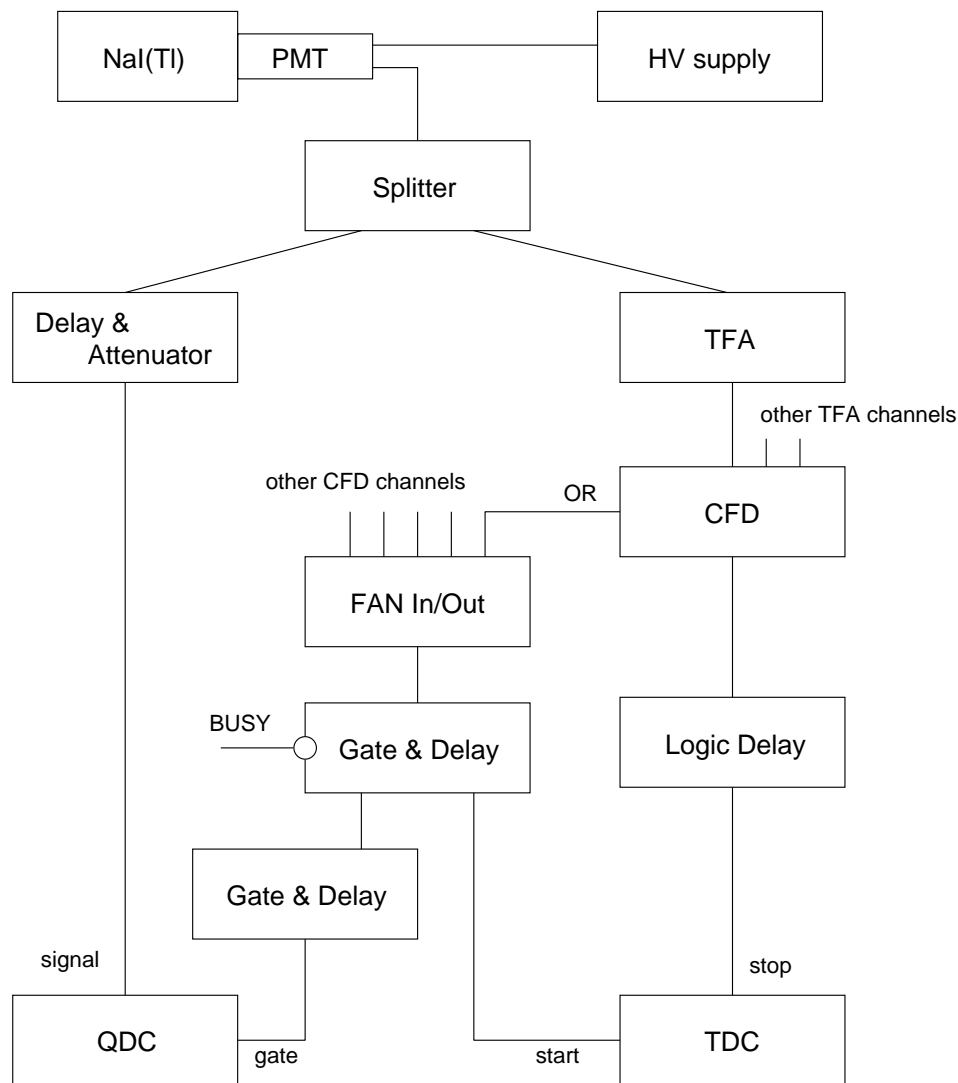 NaI(Tl)
PMT
HV supply
Splitter
Delay &
Attenuator
TFA
other TFA channels
other CFD channels
OR
CFD
FAN In/Out
BUSY
Gate & Delay
Logic Delay
Gate & Delay
signal
stop
QDC
gate
start
TDC